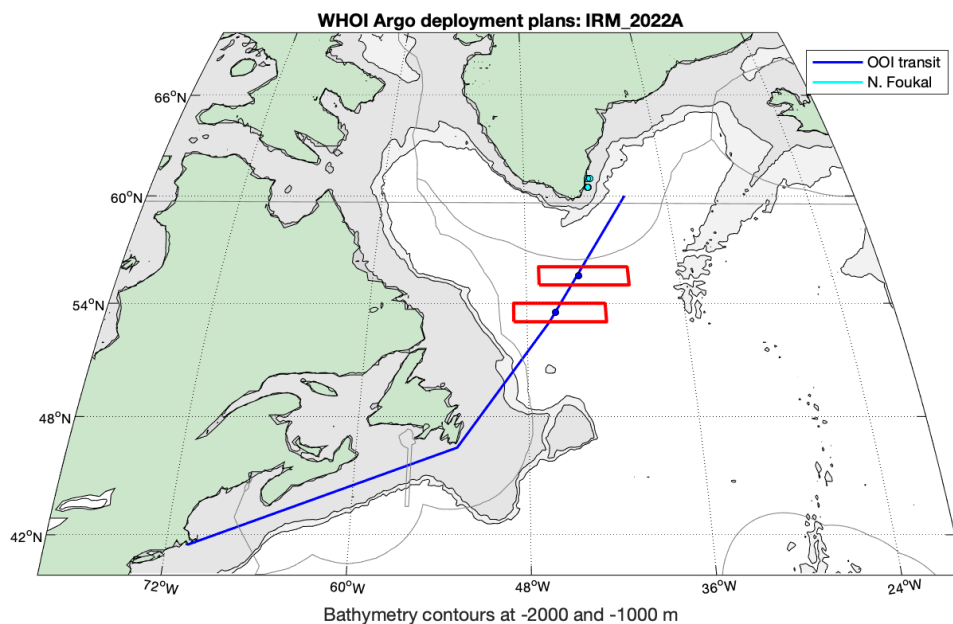 WHOI Argo deployment plans: IRM_2022A
OOI transit
N. Foukal
66°N
60°N
54°N
48°N
42°N
72°W
60°W
48°W
36°W
24°W
Bathymetry contours at -2000 and -1000 m